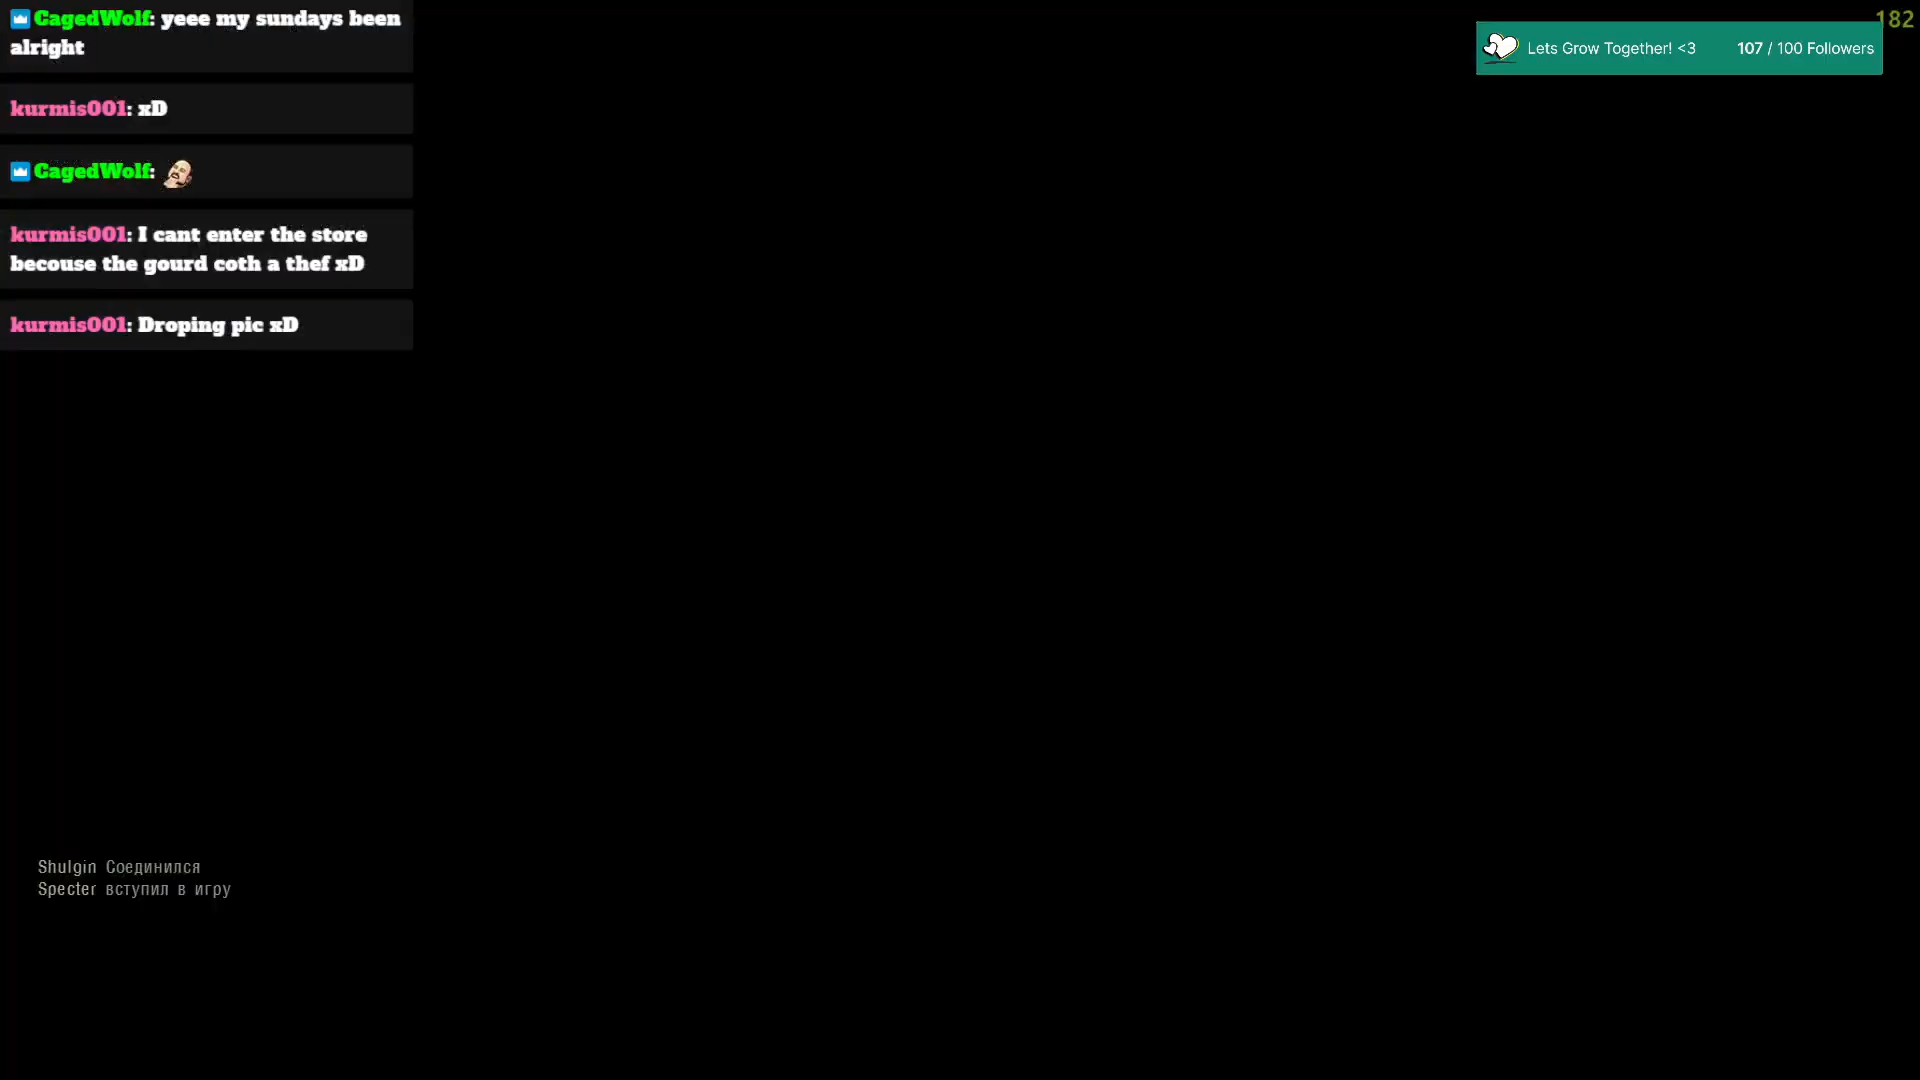 CagedWolf: yeee my sundays been
alright
182
Lets Grow Together! <3 107 / 100 Followers
kurmis001: xD
CagedWolf:
kurmis001: I cant enter the store
becouse the gourd coth a thef xD
kurmis001: Droping pic xD
Shulgin Соединился
Specter вступил в игру